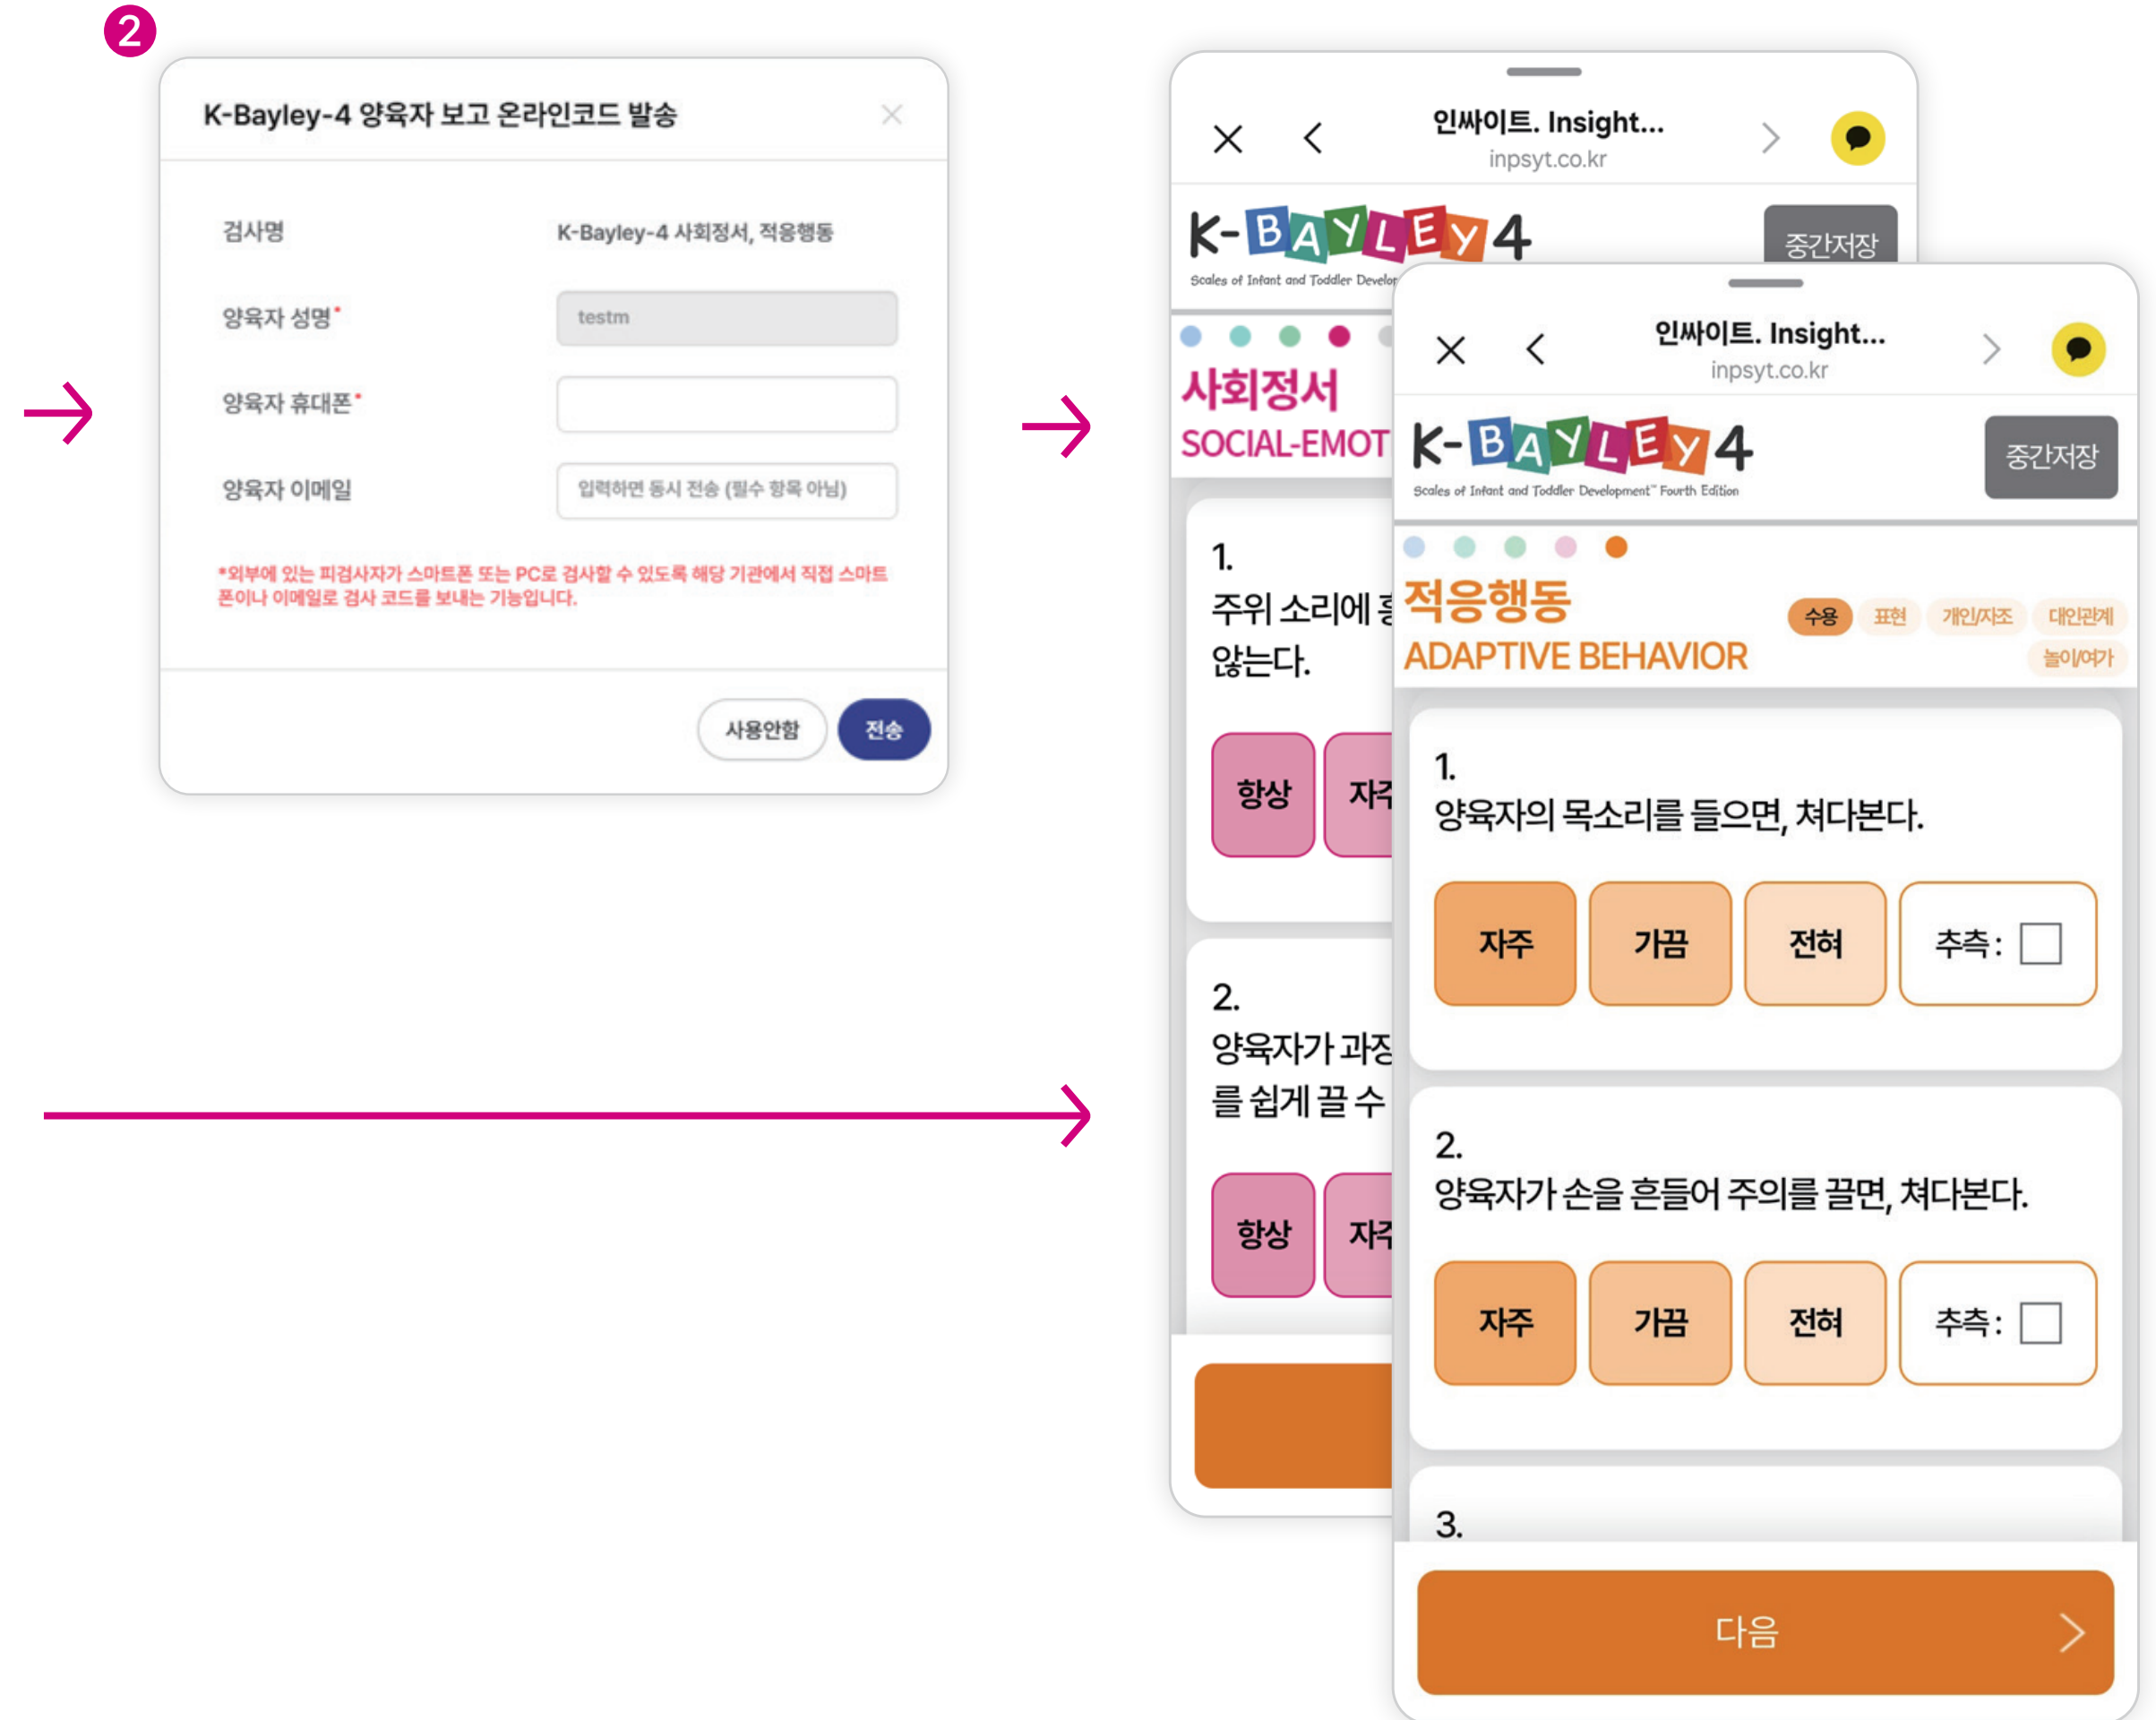 2
K-Bayley-4 양육자 보고 온라인코드 발송
검사명
K-Bayley-4 사회정서, 적응행동
양육자 성명*
testm
양육자 휴대폰*
양육자 이메일
입력하면 동시 전송 (필수 항목 아님)
*외부에 있는 피검사자가 스마트폰 또는 PC로 검사할 수 있도록 해당 기관에서 직접 스마트
폰이나 이메일로 검사 코드를 보내는 기능입니다.
사용안함
전송
인싸이트. Insight...
inpsyt.co.kr
K-BAYLEY4
Scales of Infant and Toddler
중간저장
사회정서
SOCIAL-EMOT
1.
주위 소리에
않는다.
항상
자주
2.
양육자가 과장
를 쉽게 끌 수
항상
자주
인싸이트. Insight...
inpsyt.co.kr
K-BAYLEY4
Scales of Infant and Toddler Development™ Fourth Edition
중간저장
적응행동
ADAPTIVE BEHAVIOR
수용
표현
개인/자조
대인관계
놀이/여가
1.
양육자의 목소리를 들으면, 쳐다본다.
자주
가끔
전혀
추측 :
2.
양육자가 손을 흔들어 주의를 끌면, 쳐다본다.
자주
가끔
전혀
추측 :
3.
다음